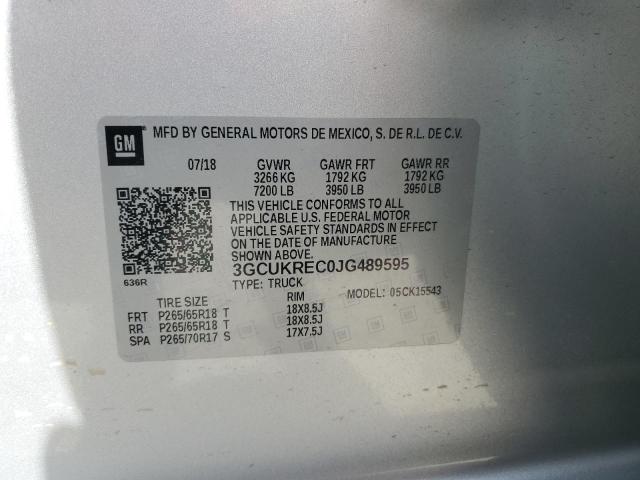 GM
MFD BY GENERAL MOTORS DE MEXICO, S. DE R.L. DE C.V.
07/18 GVWR GAWR FRT GAWR RR
3266 KG 1792 KG 1792 KG
7200 LB 3950 LB 3950 LB
THIS VEHICLE CONFORMS TO ALL
APPLICABLE U.S. FEDERAL MOTOR
VEHICLE SAFETY STANDARDS IN EFFECT
ON THE DATE OF MANUFACTURE
SHOWN ABOVE.
636R
3GCUKREC0JG489595
TYPE: TRUCK
MODEL: 05CK15543
TIRE SIZE RIM
FRT P265/65R18 T 18X8.5J
RR P265/65R18 T 18X8.5J
SPA P265/70R17 S 17X7.5J